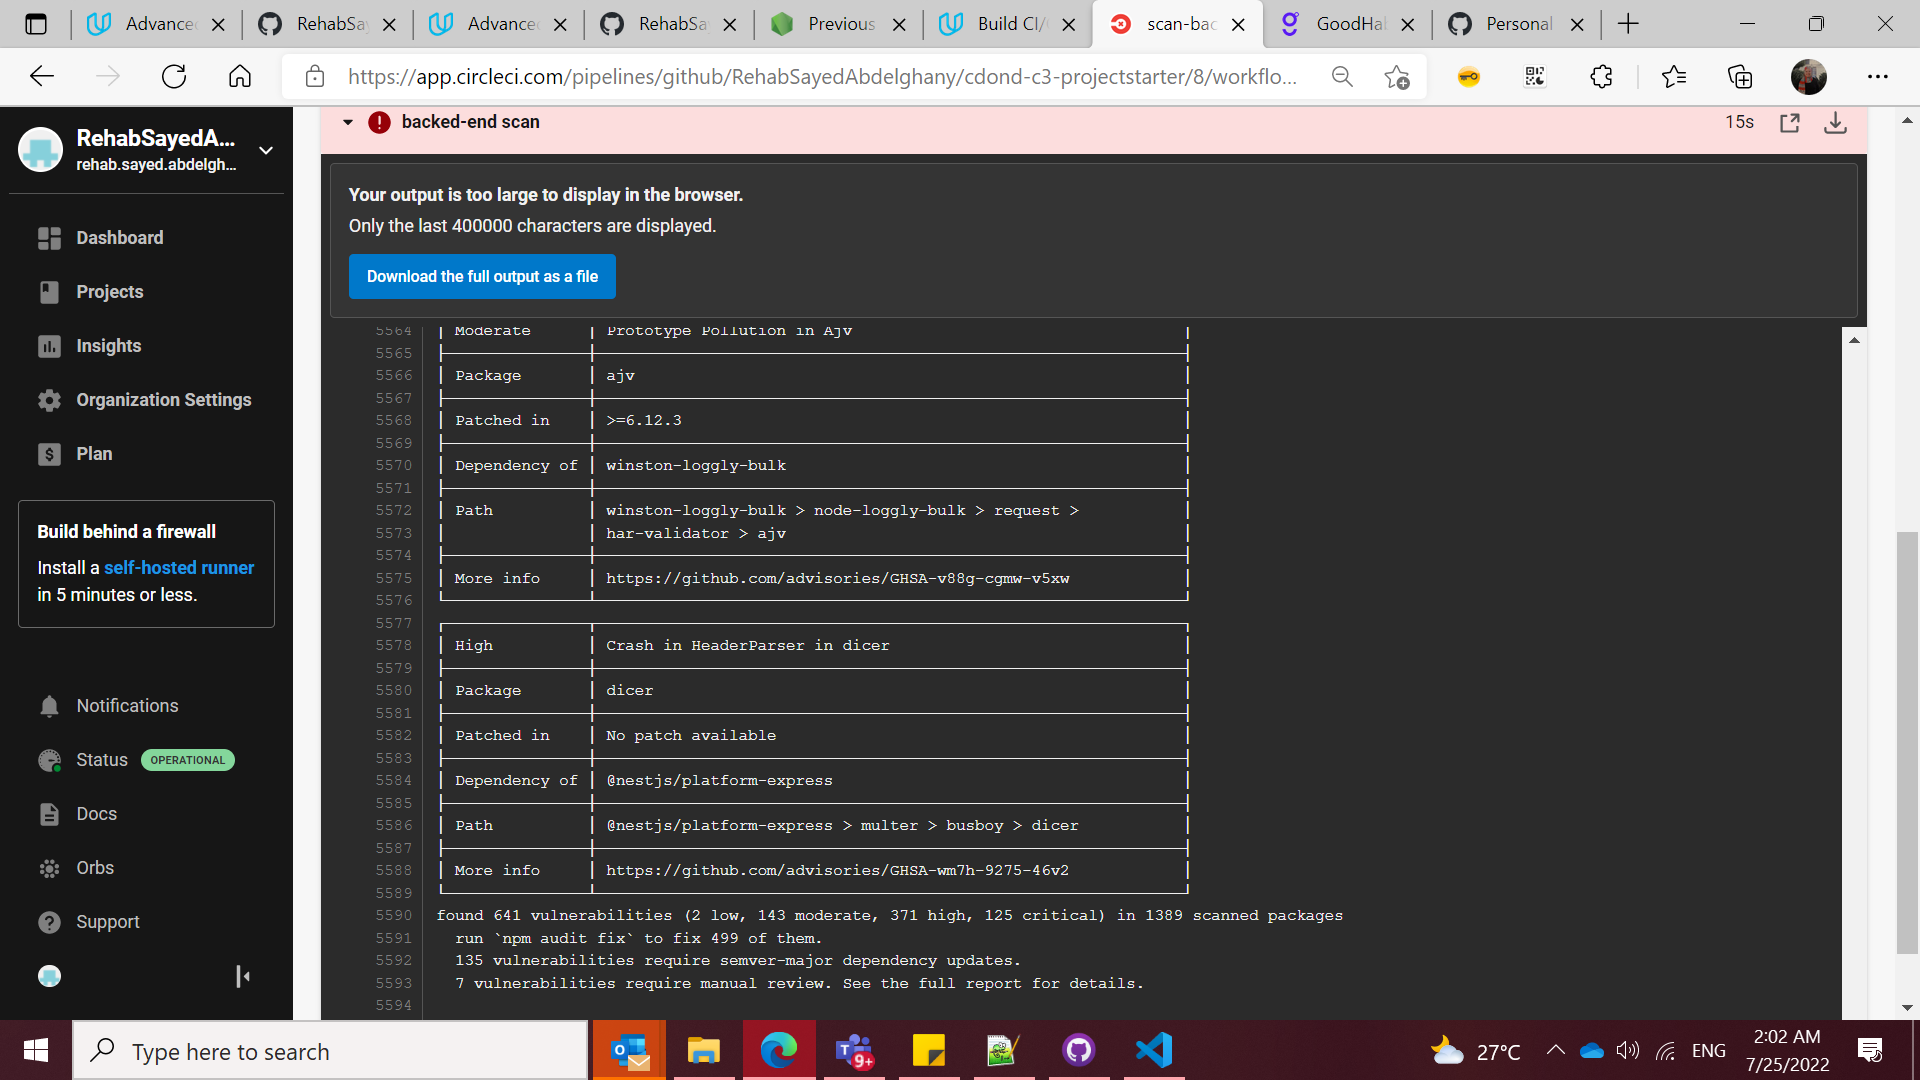 Advanced
RehabSay
Advanced
RehabSay
Previous
Build CI/
scan-bac
GoodHal
Personal
https://app.circleci.com/pipelines/github/RehabSayedAbdelghany/cdond-c3-projectstarter/8/workflo...
RehabSayedA...
rehab.sayed.abdelgh...
Dashboard
Projects
Insights
Organization Settings
Plan
Build behind a firewall
Install a self-hosted runner
in 5 minutes or less.
Notifications
Status OPERATIONAL
Docs
Orbs
Support
backed-end scan
15s
Your output is too large to display in the browser.
Only the last 400000 characters are displayed.
Download the full output as a file
5564 │ Moderate │ Prototype Pollution in Ajv │
5565
5566 │ Package │ ajv │
5567
5568 │ Patched in │ >=6.12.3 │
5569
5570 │ Dependency of │ winston-loggly-bulk │
5571
5572 │ Path │ winston-loggly-bulk > node-loggly-bulk > request > │
5573 │ │ har-validator > ajv │
5574
5575 │ More info │ https://github.com/advisories/GHSA-v88g-cgmw-v5xw │
5576
5577
5578 │ High │ Crash in HeaderParser in dicer │
5579
5580 │ Package │ dicer │
5581
5582 │ Patched in │ No patch available │
5583
5584 │ Dependency of │ @nestjs/platform-express │
5585
5586 │ Path │ @nestjs/platform-express > multer > busboy > dicer │
5587
5588 │ More info │ https://github.com/advisories/GHSA-wm7h-9275-46v2 │
5589
5590 found 641 vulnerabilities (2 low, 143 moderate, 371 high, 125 critical) in 1389 scanned packages
5591 run `npm audit fix` to fix 499 of them.
5592 135 vulnerabilities require semver-major dependency updates.
5593 7 vulnerabilities require manual review. See the full report for details.
5594
Type here to search
9+
27°C
ENG
2:02 AM
7/25/2022